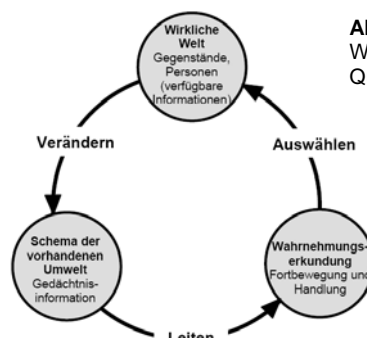 Wirkliche
Welt
Gegenstände,
Personen
(verfügbare
Informationen)
Verändern
Auswählen
Schema der
vorhandenen
Umwelt
Gedächtnis-
information
Wahrnehmungs-
erkundung
Fortbewegung und
Handlung
Leiten